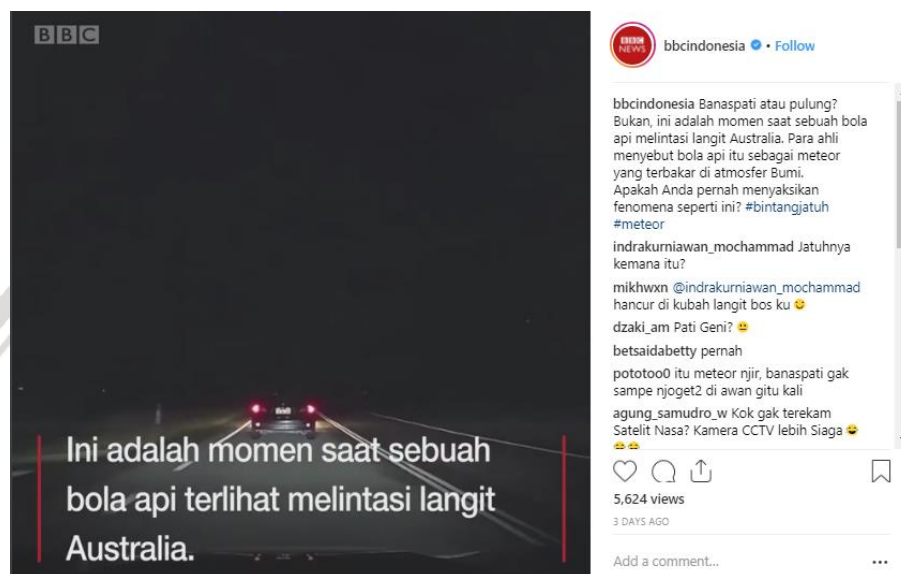 BBC
Ini adalah momen saat sebuah
bola api terlihat melintasi langit
Australia.
BBC
NEWS
bbcindonesia • Follow
bbcindonesia Banaspati atau pulung?
Bukan, ini adalah momen saat sebuah bola
api melintasi langit Australia. Para ahli
menyebut bola api itu sebagai meteor
yang terbakar di atmosfer Bumi.
Apakah Anda pernah menyaksikan
fenomena seperti ini? #bintangjatuh
#meteor
indrakurniawan_mochammad Jatuhnya
kemana itu?
mikhwxn @indrakurniawan_mochammad
hancur di kubah langit bos ku 😄
dzaki_am Pati Geni? 😃
betsaidabetty pernah
pototoo0 itu meteor njir, banaspati gak
sampe njoget2 di awan gitu kali
agung_samudro_w Kok gak terekam
Satelit Nasa? Kamera CCTV lebih Siaga 😂
😂😂
5,624 views
3 DAYS AGO
Add a comment...